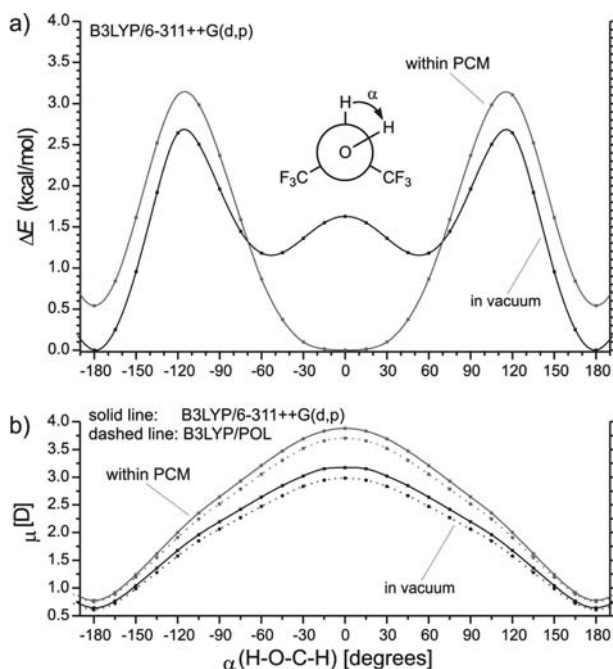 a)
B3LYP/6-311++G(d,p)
within PCM
α
H
H
O
F3C
CF3
in vacuum
ΔE (kcal/mol)
4.0
3.5
3.0
2.5
2.0
1.5
1.0
0.5
0.0
-180 -150 -120 -90 -60 -30 0 30 60 90 120 150 180
b)
solid line: B3LYP/6-311++G(d,p)
dashed line: B3LYP/POL
within PCM
in vacuum
μ [D]
4.0
3.5
3.0
2.5
2.0
1.5
1.0
0.5
-180 -150 -120 -90 -60 -30 0 30 60 90 120 150 180
α(H-O-C-H) [degrees]